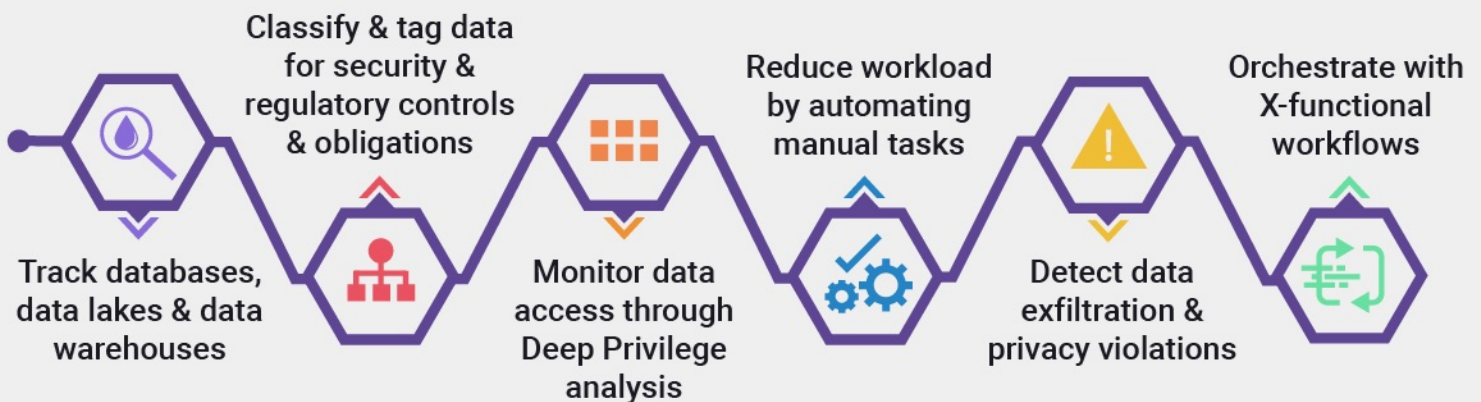 Track databases,
data lakes & data
warehouses
Classify & tag data
for security &
regulatory controls
& obligations
Monitor data
access through
Deep Privilege
analysis
Reduce workload
by automating
manual tasks
Detect data
exfiltration &
privacy violations
Orchestrate with
X-functional
workflows